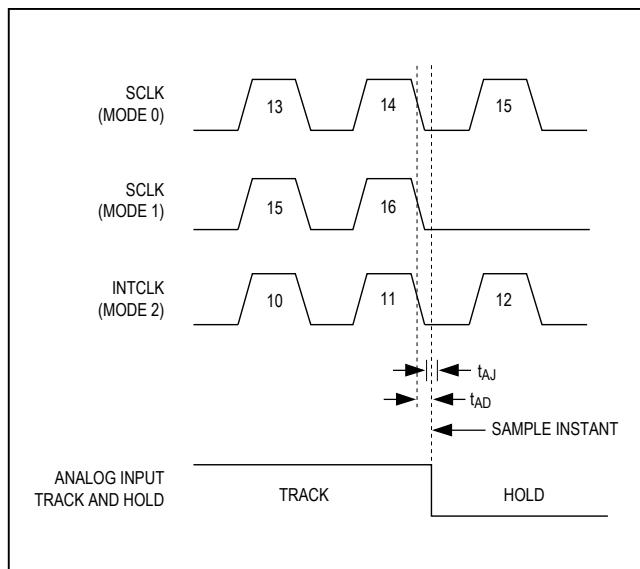 SCLK
(MODE 0)
13
14
15
SCLK
(MODE 1)
15
16
INTCLK
(MODE 2)
10
11
12
tAJ
tAD
SAMPLE INSTANT
ANALOG INPUT
TRACK AND HOLD
TRACK
HOLD